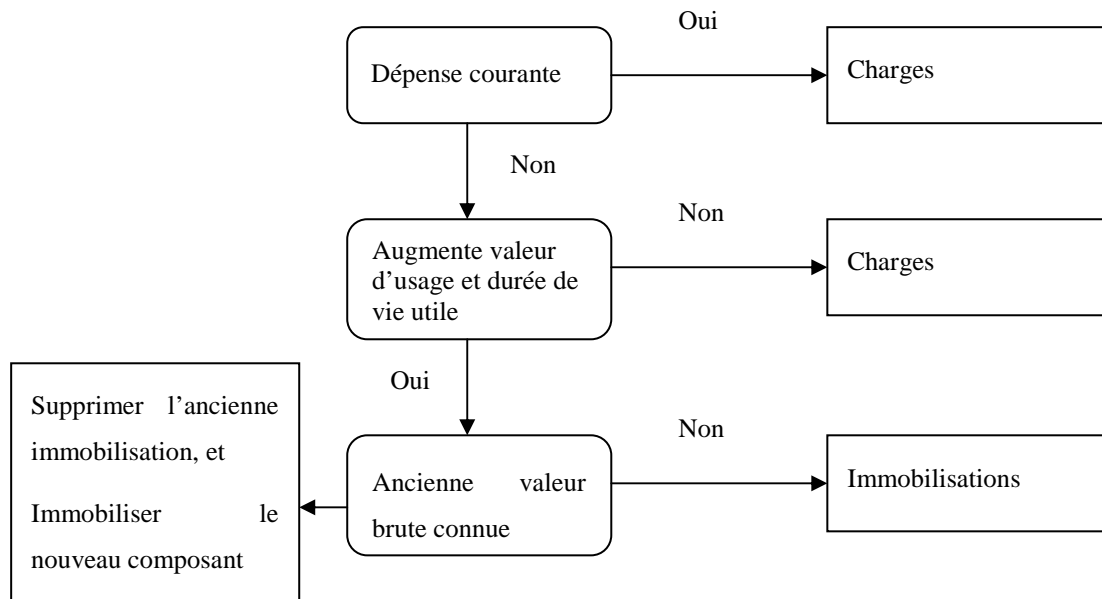 Oui
Dépense courante
Charges
Non
Non
Augmente valeur
d’usage et durée de
vie utile
Charges
Oui
Supprimer l’ancienne
immobilisation, et
Immobiliser le
nouveau composant
Non
Ancienne valeur
brute connue
Immobilisations